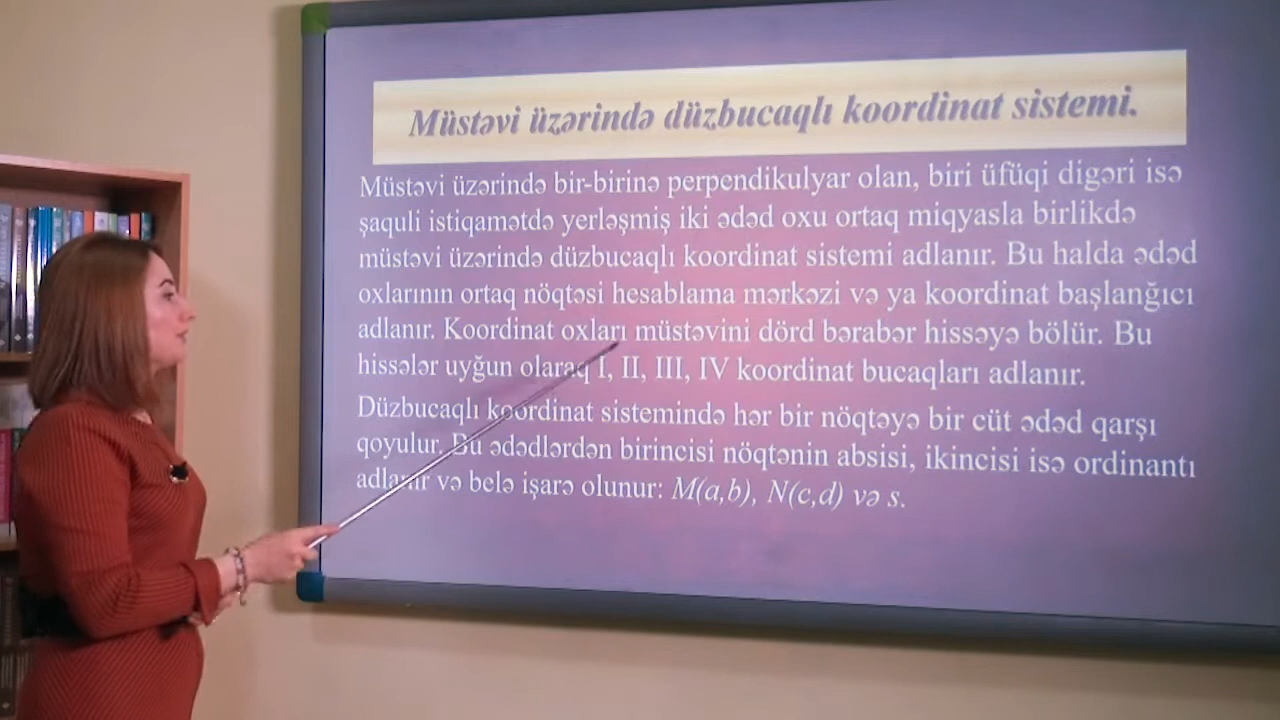 Müstəvi üzərində düzbucaqlı koordinat sistemi.
Müstəvi üzərində bir-birinə perpendikulyar olan, biri üfüqi digəri isə
şaquli istiqamətdə yerləşmiş iki ədəd oxu ortaq miqyasla birlikdə
müstəvi üzərində düzbucaqlı koordinat sistemi adlanır. Bu halda ədəd
oxlarının ortaq nöqtəsi hesablama mərkəzi və ya koordinat başlanğıcı
adlanır. Koordinat oxları müstəvini dörd bərabər hissəyə bölür. Bu
hissələr uyğun olaraq I, II, III, IV koordinat bucaqları adlanır.
Düzbucaqlı koordinat sistemində hər bir nöqtəyə bir cüt ədəd qarşı
qoyulur. Bu ədədlərdən birincisi nöqtənin absisi, ikincisi isə ordinantı
adlanır və belə işarə olunur: M(a,b), N(c,d) və s.